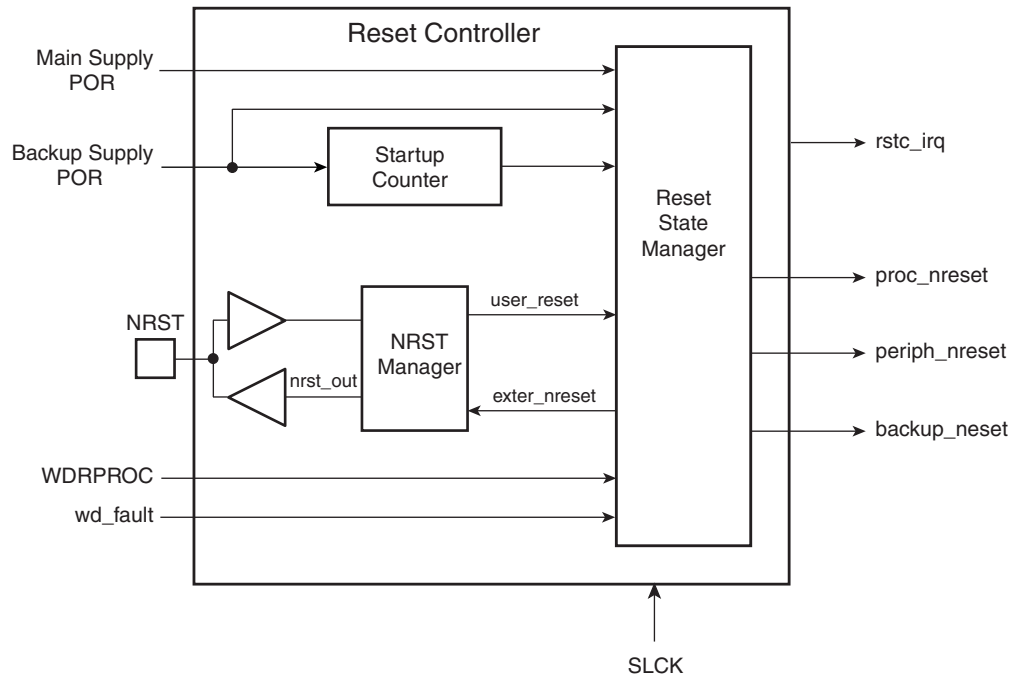 Reset Controller
Main Supply
POR
Backup Supply
POR
Startup
Counter
Reset
State
Manager
rstc_irq
proc_nreset
periph_nreset
backup_neset
NRST
user_reset
NRST
Manager
nrst_out
exter_nreset
WDRPROC
wd_fault
SLCK